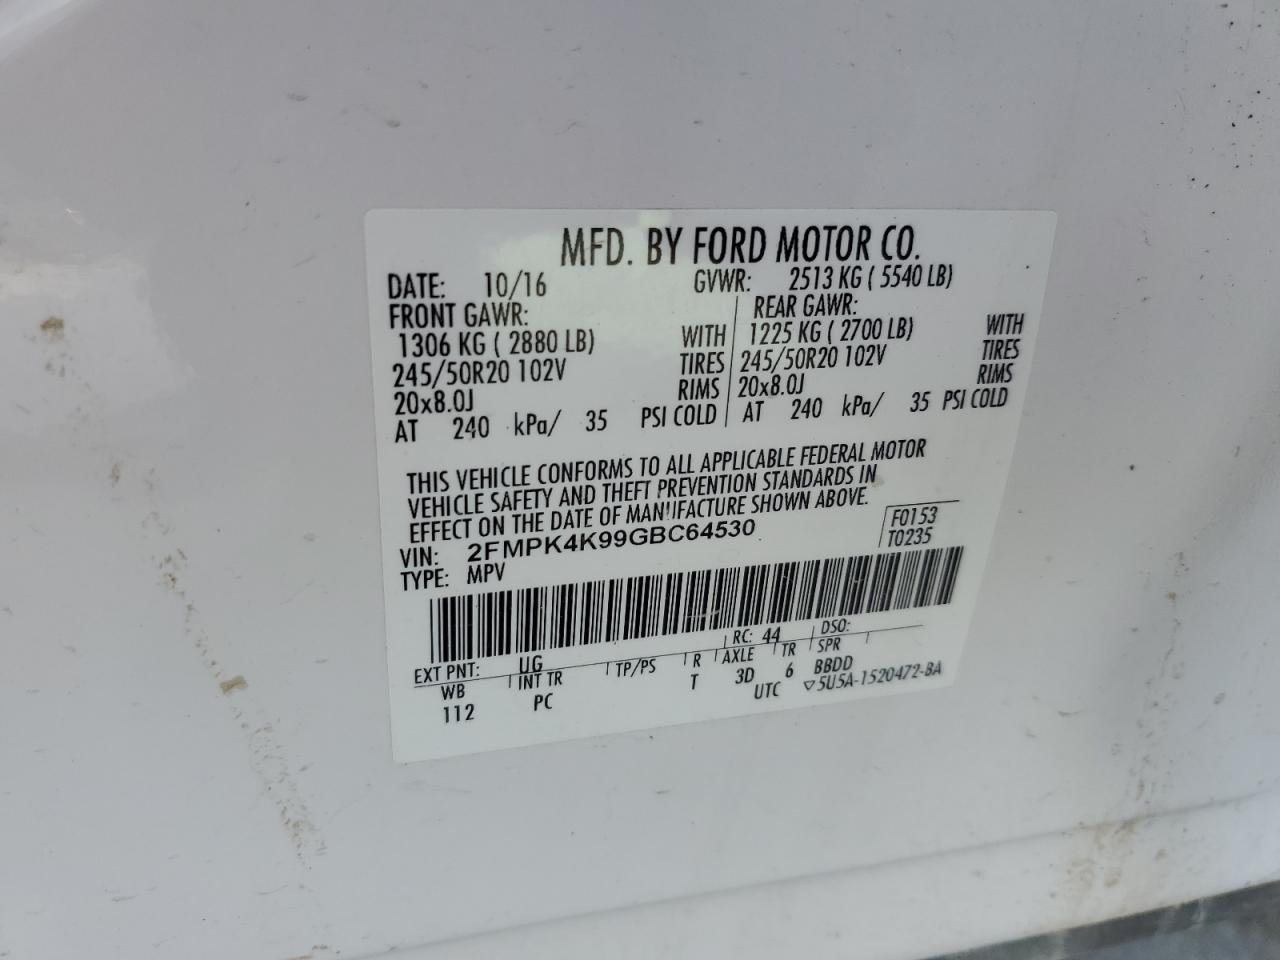 MFD. BY FORD MOTOR CO.
DATE: 10/16 GVWR: 2513 KG ( 5540 LB)
FRONT GAWR: REAR GAWR:
1306 KG ( 2880 LB) WITH 1225 KG ( 2700 LB) WITH
245/50R20 102V TIRES 245/50R20 102V TIRES
20x8.0J RIMS 20x8.0J RIMS
AT 240 kPa/ 35 PSI COLD AT 240 kPa/ 35 PSI COLD
THIS VEHICLE CONFORMS TO ALL APPLICABLE FEDERAL MOTOR
VEHICLE SAFETY AND THEFT PREVENTION STANDARDS IN
EFFECT ON THE DATE OF MANUFACTURE SHOWN ABOVE.
F0153
VIN: 2FMPK4K99GBC64530 T0235
TYPE: MPV
RC: 44 DSO:
EXT PNT: UG
WB INT TR TP/PS R AXLE TR SPR
112 PC T 3D 6 BBDD
UTC ▽5U5A-1520472-BA